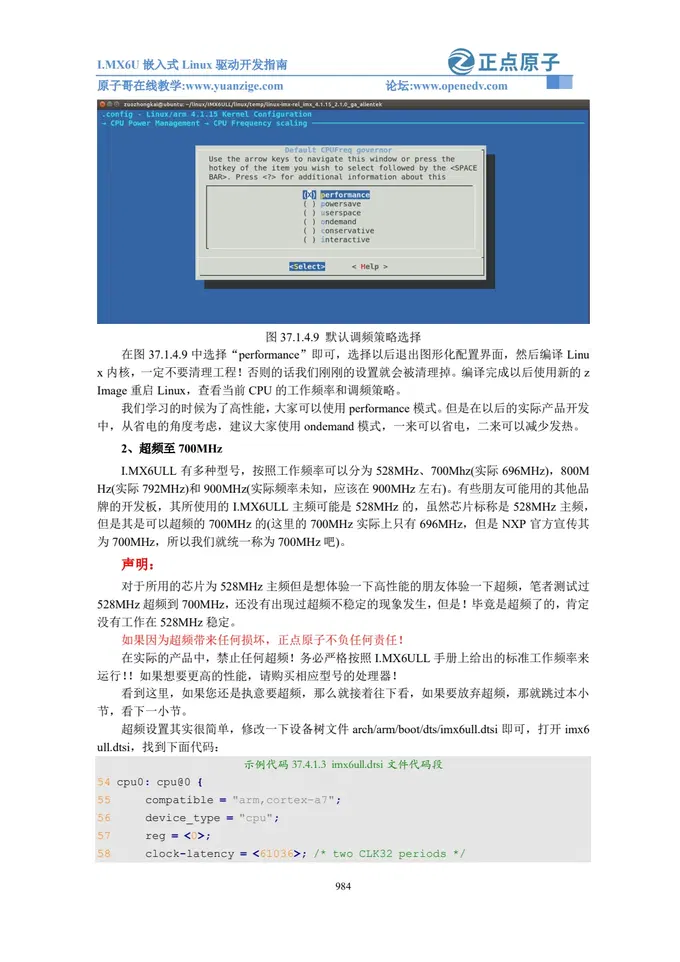 I.MX6U 嵌入式 Linux 驱动开发指南
正点原子
原子哥在线教学:www.yuanzige.com
论坛:www.openedv.com
zuozhongkai@ubuntu: ~/linux/IMX6ULL/linux/temp/linux-imx-rel_imx_4.1.15_2.1.0_ga_alientek
.config - Linux/arm 4.1.15 Kernel Configuration
→ CPU Power Management → CPU Frequency scaling
Default CPUFreq governor
Use the arrow keys to navigate this window or press the
hotkey of the item you wish to select followed by the <SPACE
BAR>. Press <?> for additional information about this
(X) performance
( ) powersave
( ) userspace
( ) ondemand
( ) conservative
( ) interactive
<Select> < Help >
图 37.1.4.9 默认调频策略选择
在图 37.1.4.9 中选择“performance”即可，选择以后退出图形化配置界面，然后编译 Linu
x 内核，一定不要清理工程！否则的话我们刚刚的设置就会被清理掉。编译完成以后使用新的 z
Image 重启 Linux，查看当前 CPU 的工作频率和调频策略。
我们学习的时候为了高性能，大家可以使用 performance 模式。但是在以后的实际产品开发
中，从省电的角度考虑，建议大家使用 ondemand 模式，一来可以省电，二来可以减少发热。
2、超频至 700MHz
I.MX6ULL 有多种型号，按照工作频率可以分为 528MHz、700Mhz(实际 696MHz)，800M
Hz(实际 792MHz)和 900MHz(实际频率未知，应该在 900MHz 左右)。有些朋友可能用的其他品
牌的开发板，其所使用的 I.MX6ULL 主频可能是 528MHz 的，虽然芯片标称是 528MHz 主频，
但是其是可以超频的 700MHz 的(这里的 700MHz 实际上只有 696MHz，但是 NXP 官方宣传其
为 700MHz，所以我们就统一称为 700MHz 吧)。
声明：
对于所用的芯片为 528MHz 主频但是想体验一下高性能的朋友体验一下超频，笔者测试过
528MHz 超频到 700MHz，还没有出现过超频不稳定的现象发生，但是！毕竟是超频了的，肯定
没有工作在 528MHz 稳定。
如果因为超频带来任何损坏，正点原子不负任何责任！
在实际的产品中，禁止任何超频！务必严格按照 I.MX6ULL 手册上给出的标准工作频率来
运行！！如果想要更高的性能，请购买相应型号的处理器！
看到这里，如果您还是执意要超频，那么就接着往下看，如果要放弃超频，那就跳过本小
节，看下一小节。
超频设置其实很简单，修改一下设备树文件 arch/arm/boot/dts/imx6ull.dtsi 即可，打开 imx6
ull.dtsi，找到下面代码：
示例代码 37.4.1.3 imx6ull.dtsi 文件代码段
54 cpu0: cpu@0 {
55 compatible = "arm,cortex-a7";
56 device_type = "cpu";
57 reg = <0>;
58 clock-latency = <61036>; /* two CLK32 periods */
984